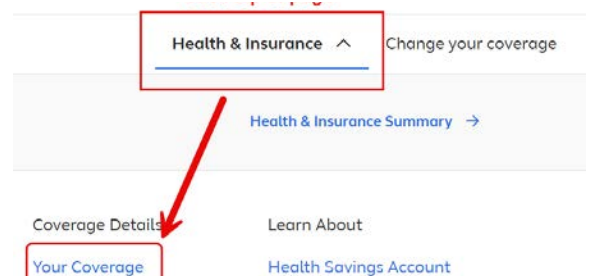 Health & Insurance Change your coverage
Health & Insurance Summary →
Coverage Details Learn About
Your Coverage Health Savings Account